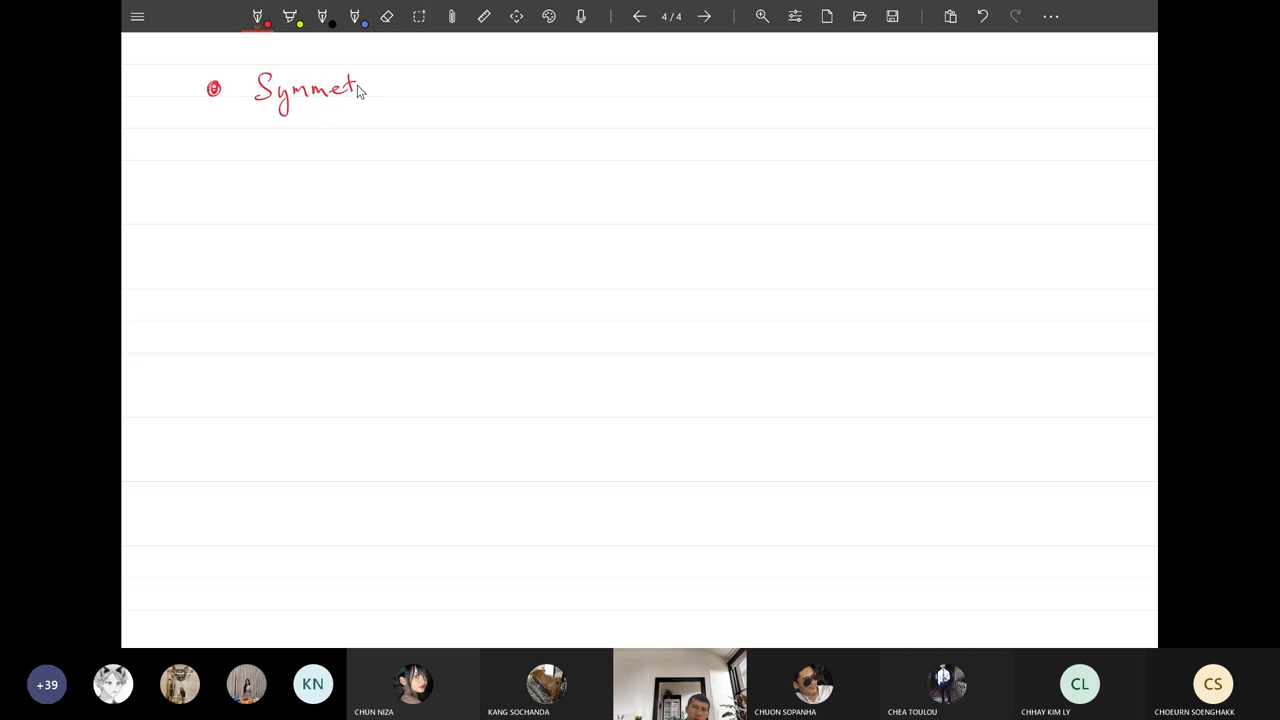 4/4
Symmet
+39
KN
CL
CS
CHUN NIZA
KANG SOCHANDA
CHUON SOPANHA
CHEA TOULOU
CHHAY KIM LY
CHOEURN SOENGHAKK